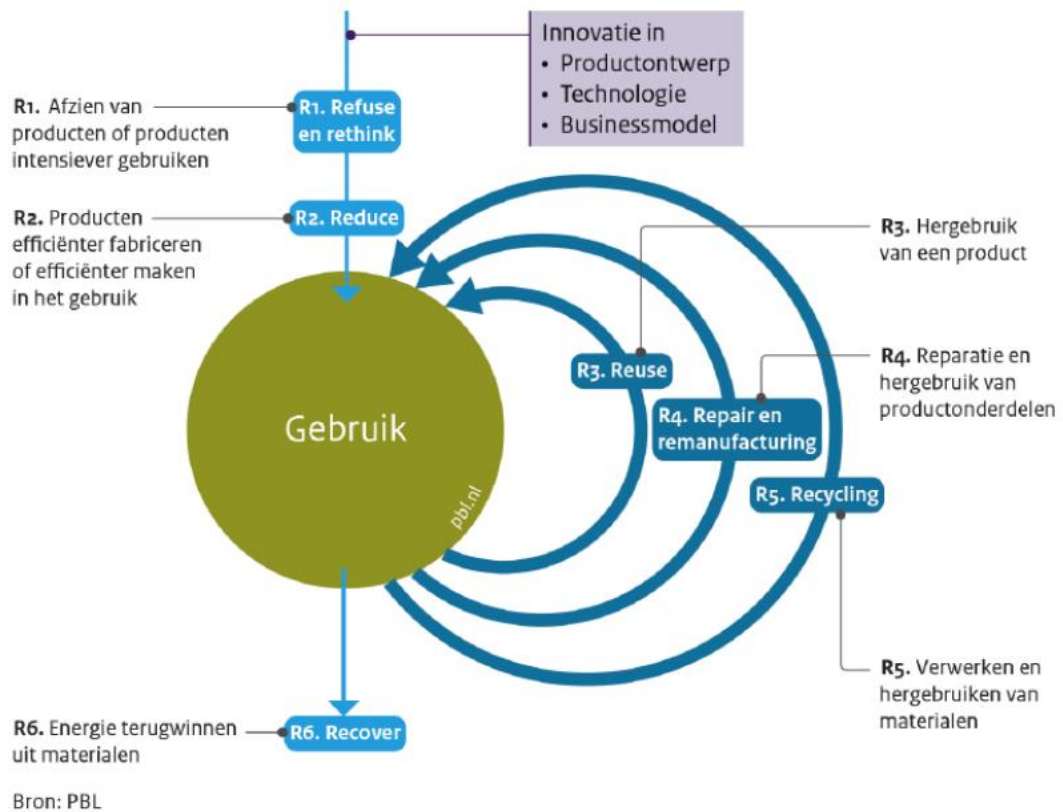 Innovatie in
• Productontwerp
• Technologie
• Businessmodel
R1. Afzien van
producten of producten
intensiever gebruiken
R1. Refuse
en rethink
R2. Producten
efficiënter fabriceren
of efficiënter maken
in het gebruik
R2. Reduce
R3. Hergebruik
van een product
R3. Reuse
R4. Reparatie en
hergebruik van
productonderdelen
R4. Repair en
remanufacturing
Gebruik
pbl.nl
R5. Recycling
R5. Verwerken en
hergebruiken van
materialen
R6. Energie terugwinnen
uit materialen
R6. Recover
Bron: PBL